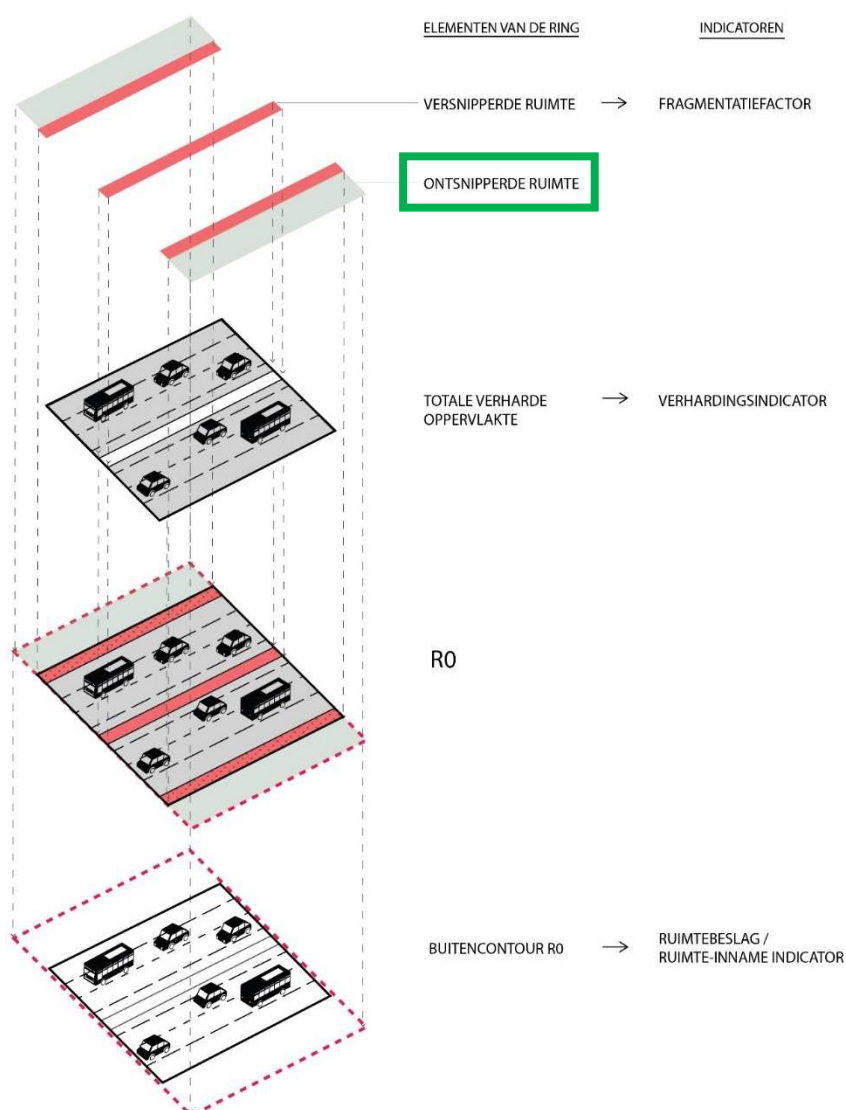 ELEMENTEN VAN DE RING
INDICATOREN
VERSNIPPERDE RUIMTE → FRAGMENTATIEFACTOR
ONTSNIPPERDE RUIMTE
TOTALE VERHARDE
OPPERVLAKTE → VERHARDINGSINDICATOR
R0
BUITENCONTOUR R0 → RUIMTEBESLAG /
RUIMTE-INNAME INDICATOR